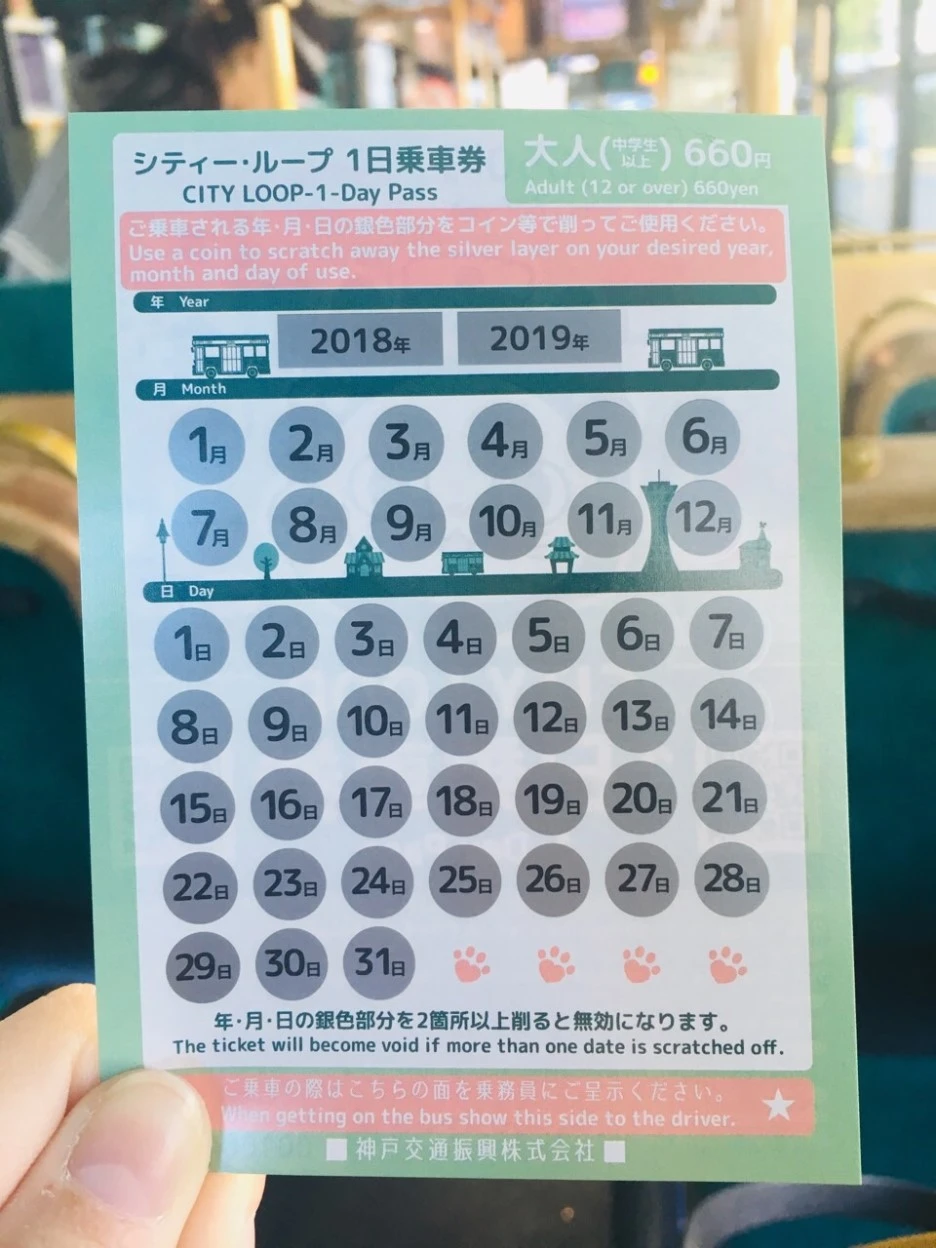 シティー・ループ 1日乗車券
CITY LOOP-1-Day Pass
大人(中学生以上) 660円
Adult (12 or over) 660yen
ご乗車される年・月・日の銀色部分をコイン等で削ってご使用ください。
Use a coin to scratch away the silver layer on your desired year,
month and day of use.
年 Year
2018年 2019年
月 Month
1月 2月 3月 4月 5月 6月
7月 8月 9月 10月 11月 12月
日 Day
1日 2日 3日 4日 5日 6日 7日
8日 9日 10日 11日 12日 13日 14日
15日 16日 17日 18日 19日 20日 21日
22日 23日 24日 25日 26日 27日 28日
29日 30日 31日
年・月・日の銀色部分を2箇所以上削ると無効になります。
The ticket will become void if more than one date is scratched off.
ご乗車の際はこちらの面を乗務員にご呈示ください。
When getting on the bus show this side to the driver.
■ 神戸交通振興株式会社 ■